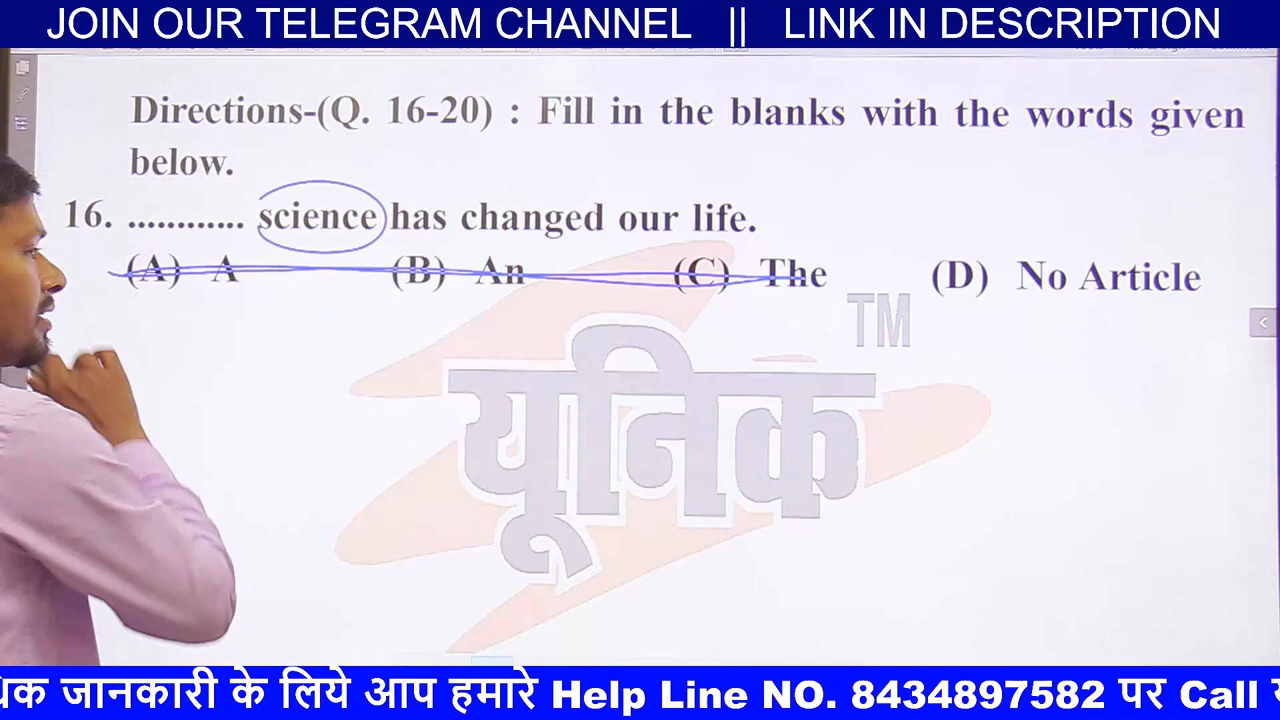 JOIN OUR TELEGRAM CHANNEL || LINK IN DESCRIPTION
Directions-(Q. 16-20) : Fill in the blanks with the words given
below.
16. ............ science has changed our life.
(A) A (B) An (C) The (D) No Article
TM
यूनिक
जानकारी के लिये आप हमारे Help Line NO. 8434897582 पर Call